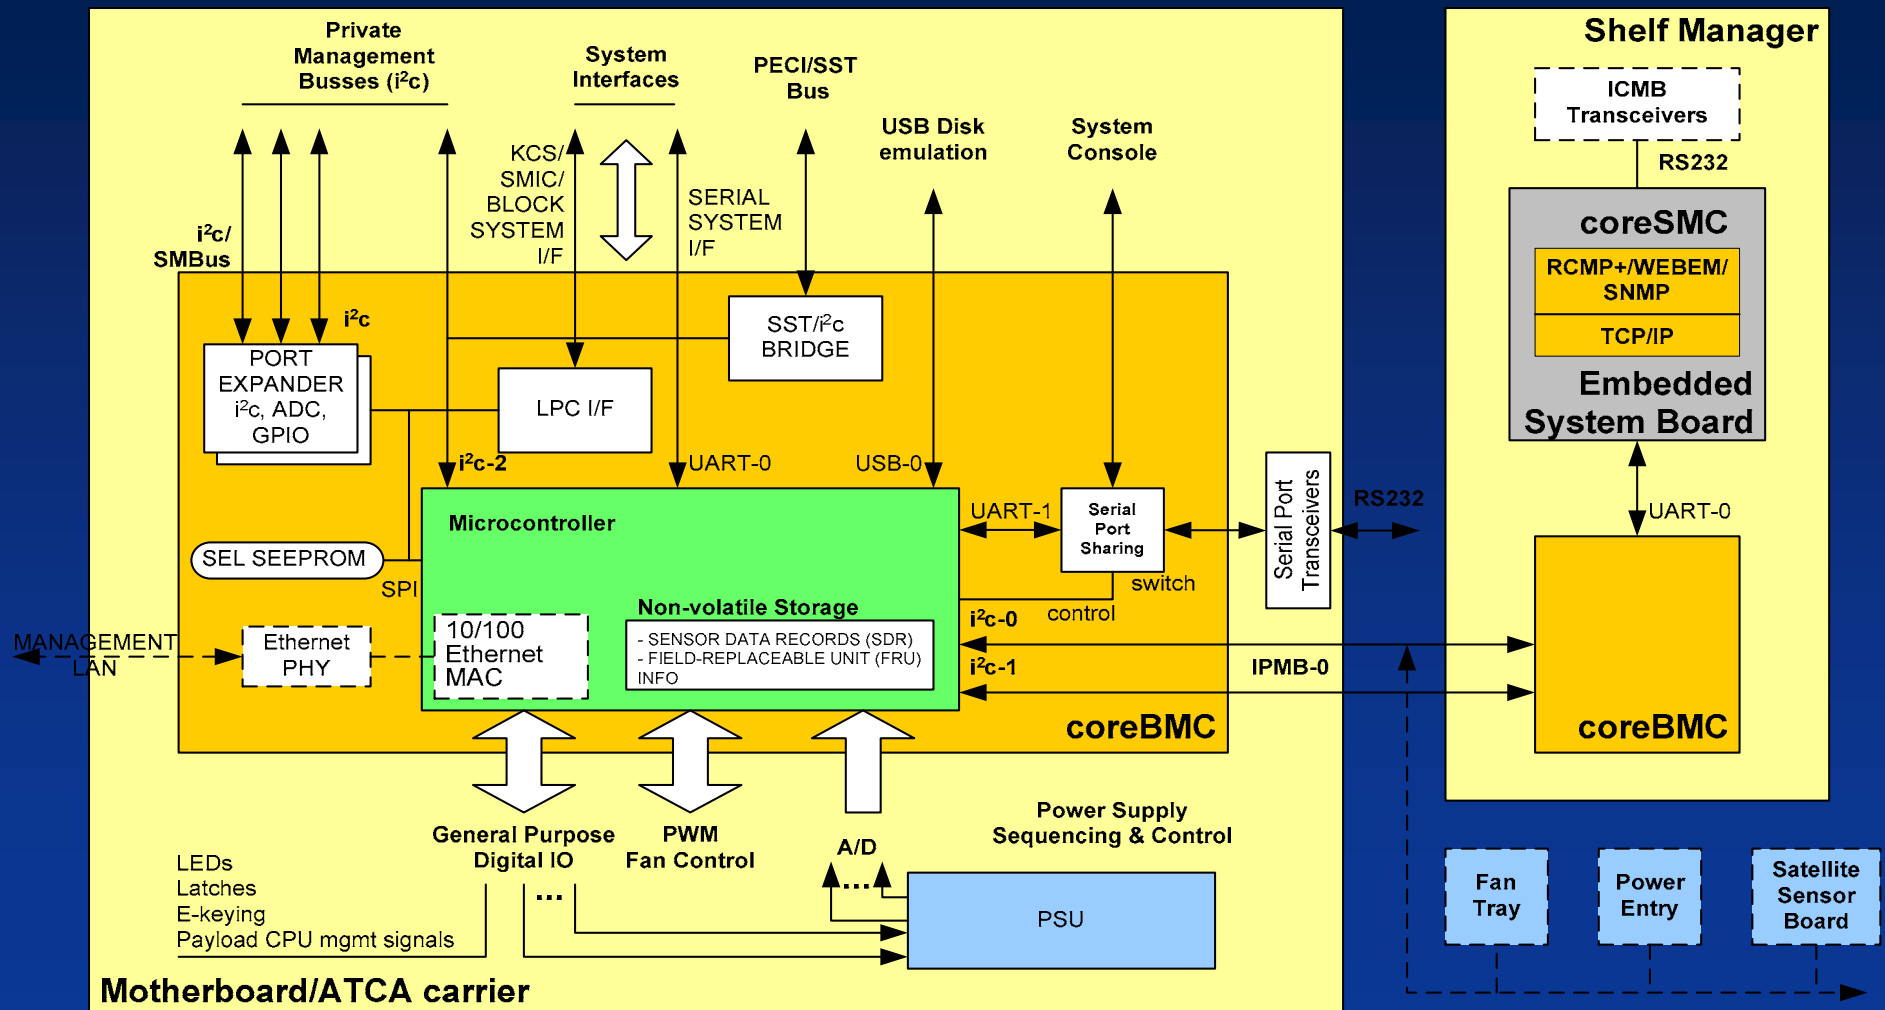 Private
Management
Busses (i²c)
System
Interfaces
PECI/SST
Bus
USB Disk
emulation
System
Console
KCS/
SMIC/
BLOCK
SYSTEM
I/F
SERIAL
SYSTEM
I/F
i²c/
SMBus
i²c
PORT
EXPANDER
i²c, ADC,
GPIO
LPC I/F
SST/i²c
BRIDGE
i²c-2
UART-0
USB-0
Microcontroller
UART-1
Serial
Port
Sharing
switch
control
Serial Port
Transceivers
RS232
SEL SEEPROM
SPI
MANAGEMENT
LAN
Ethernet
PHY
10/100
Ethernet
MAC
Non-volatile Storage
- SENSOR DATA RECORDS (SDR)
- FIELD-REPLACEABLE UNIT (FRU)
INFO
i²c-0
i²c-1
IPMB-0
coreBMC
General Purpose
Digital IO
PWM
Fan Control
A/D
Power Supply
Sequencing & Control
LEDs
Latches
E-keying
Payload CPU mgmt signals
...
...
PSU
Motherboard/ATCA carrier
Shelf Manager
ICMB
Transceivers
RS232
coreSMC
RCMP+/WEBEM/
SNMP
TCP/IP
Embedded
System Board
UART-0
coreBMC
Fan
Tray
Power
Entry
Satellite
Sensor
Board